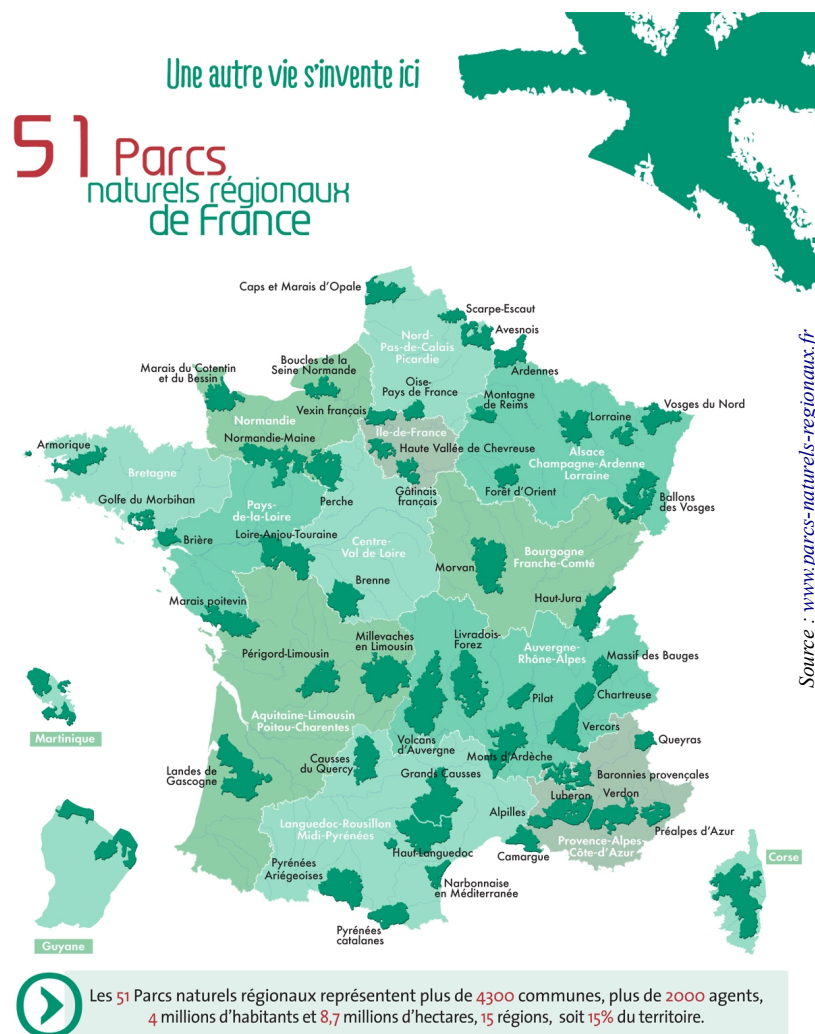 Une autre vie s'invente ici
51 Parcs
naturels régionaux
de France
Caps et Marais d'Opale
Scarpe-Escaut
Nord-
Pas-de-Calais
Picardie
Avesnois
Ardennes
Marais du Cotentin
et du Bessin
Boucles de la
Seine Normande
Oise-
Pays de France
Montagne
de Reims
Vosges du Nord
Vexin français
Lorraine
Normandie
Ile-de-France
Armorique
Normandie-Maine
Haute Vallée de Chevreuse
Alsace
Champagne-Ardenne
Lorraine
Bretagne
Golfe du Morbihan
Pays-
de-la-Loire
Perche
Gâtinais
français
Forêt d'Orient
Ballons
des Vosges
Brière
Loire-Anjou-Touraine
Centre-
Val de Loire
Morvan
Bourgogne
Franche-Comté
Brenne
Haut-Jura
Marais poitevin
Périgord-Limousin
Millevaches
en Limousin
Livradois-
Forez
Auvergne-
Rhône-Alpes
Massif des Bauges
Pilat
Chartreuse
Martinique
Aquitaine-Limousin
Poitou-Charentes
Volcans
d'Auvergne
Vercors
Queyras
Landes de
Gascogne
Causses
du Quercy
Monts d'Ardèche
Grands Causses
Baronnies provençales
Luberon
Verdon
Alpilles
Languedoc-Rousillon
Midi-Pyrénées
Préalpes d'Azur
Provence-Alpes-
Côte-d'Azur
Haut-Languedoc
Camargue
Corse
Pyrénées
Ariégeoises
Narbonnaise
en Méditerranée
Pyrénées
catalanes
Guyane
Source : www.parcs-naturels-regionaux.fr
Les 51 Parcs naturels régionaux représentent plus de 4300 communes, plus de 2000 agents,
4 millions d'habitants et 8,7 millions d'hectares, 15 régions, soit 15% du territoire.